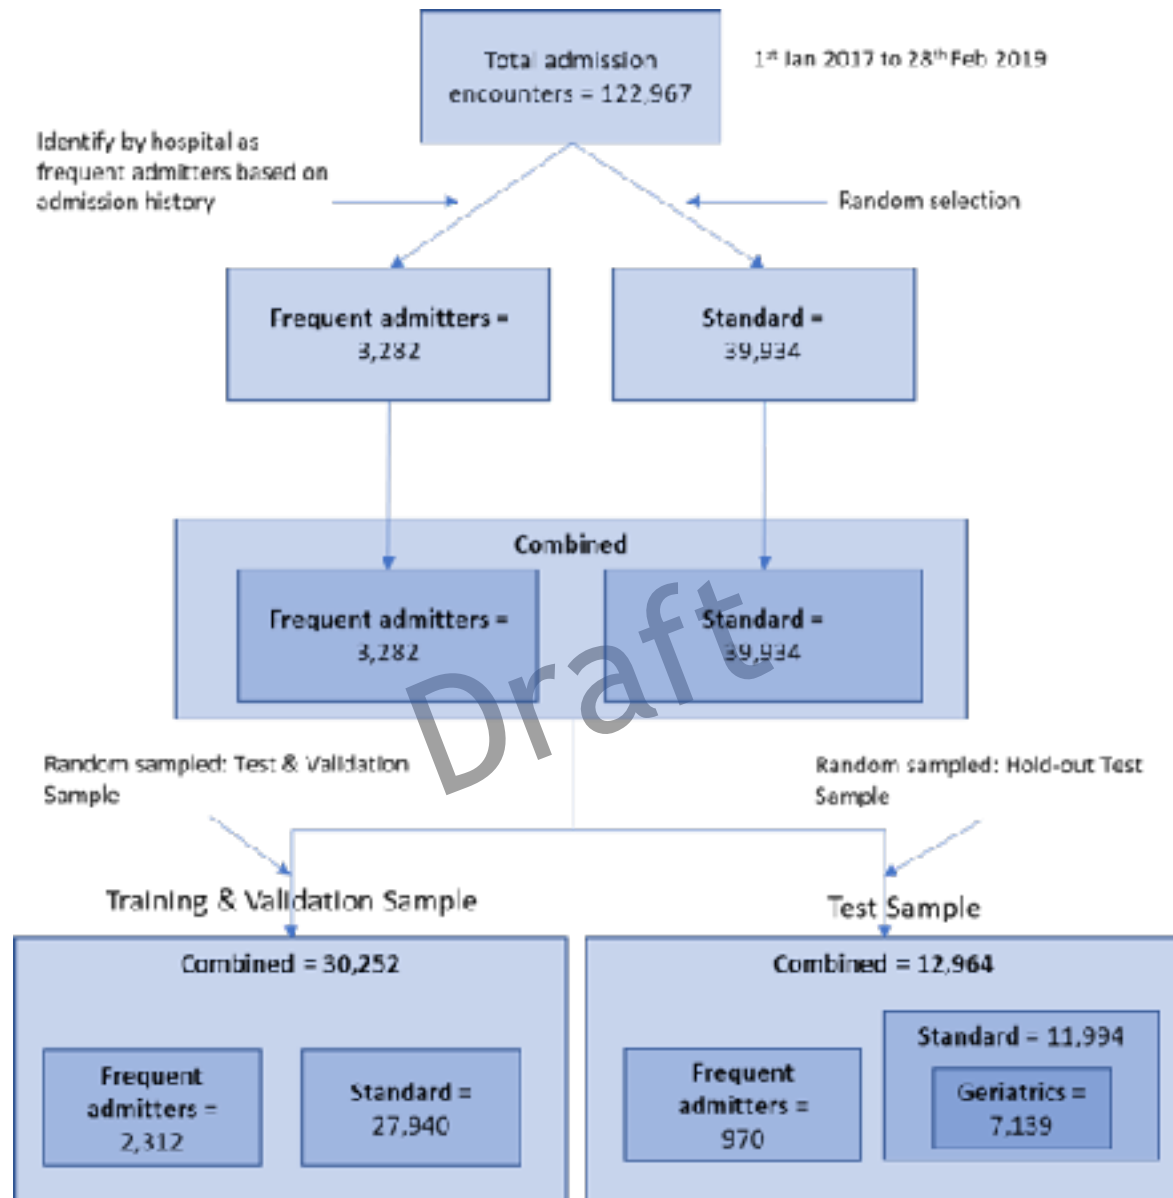 Total admission
encounters = 122,967
1st Jan 2017 to 28th Feb 2019
Identify by hospital as
frequent admitters based on
admission history
Random selection
Frequent admitters =
3,282
Standard =
39,934
Combined
Frequent admitters =
3,282
Standard =
39,934
Draft
Random sampled: Test & Validation
Sample
Random sampled: Hold-out Test
Sample
Training & Validation Sample
Test Sample
Combined = 30,252
Frequent
admitters =
2,312
Standard =
27,940
Combined = 12,964
Frequent
admitters =
970
Standard = 11,994
Geriatrics =
7,139